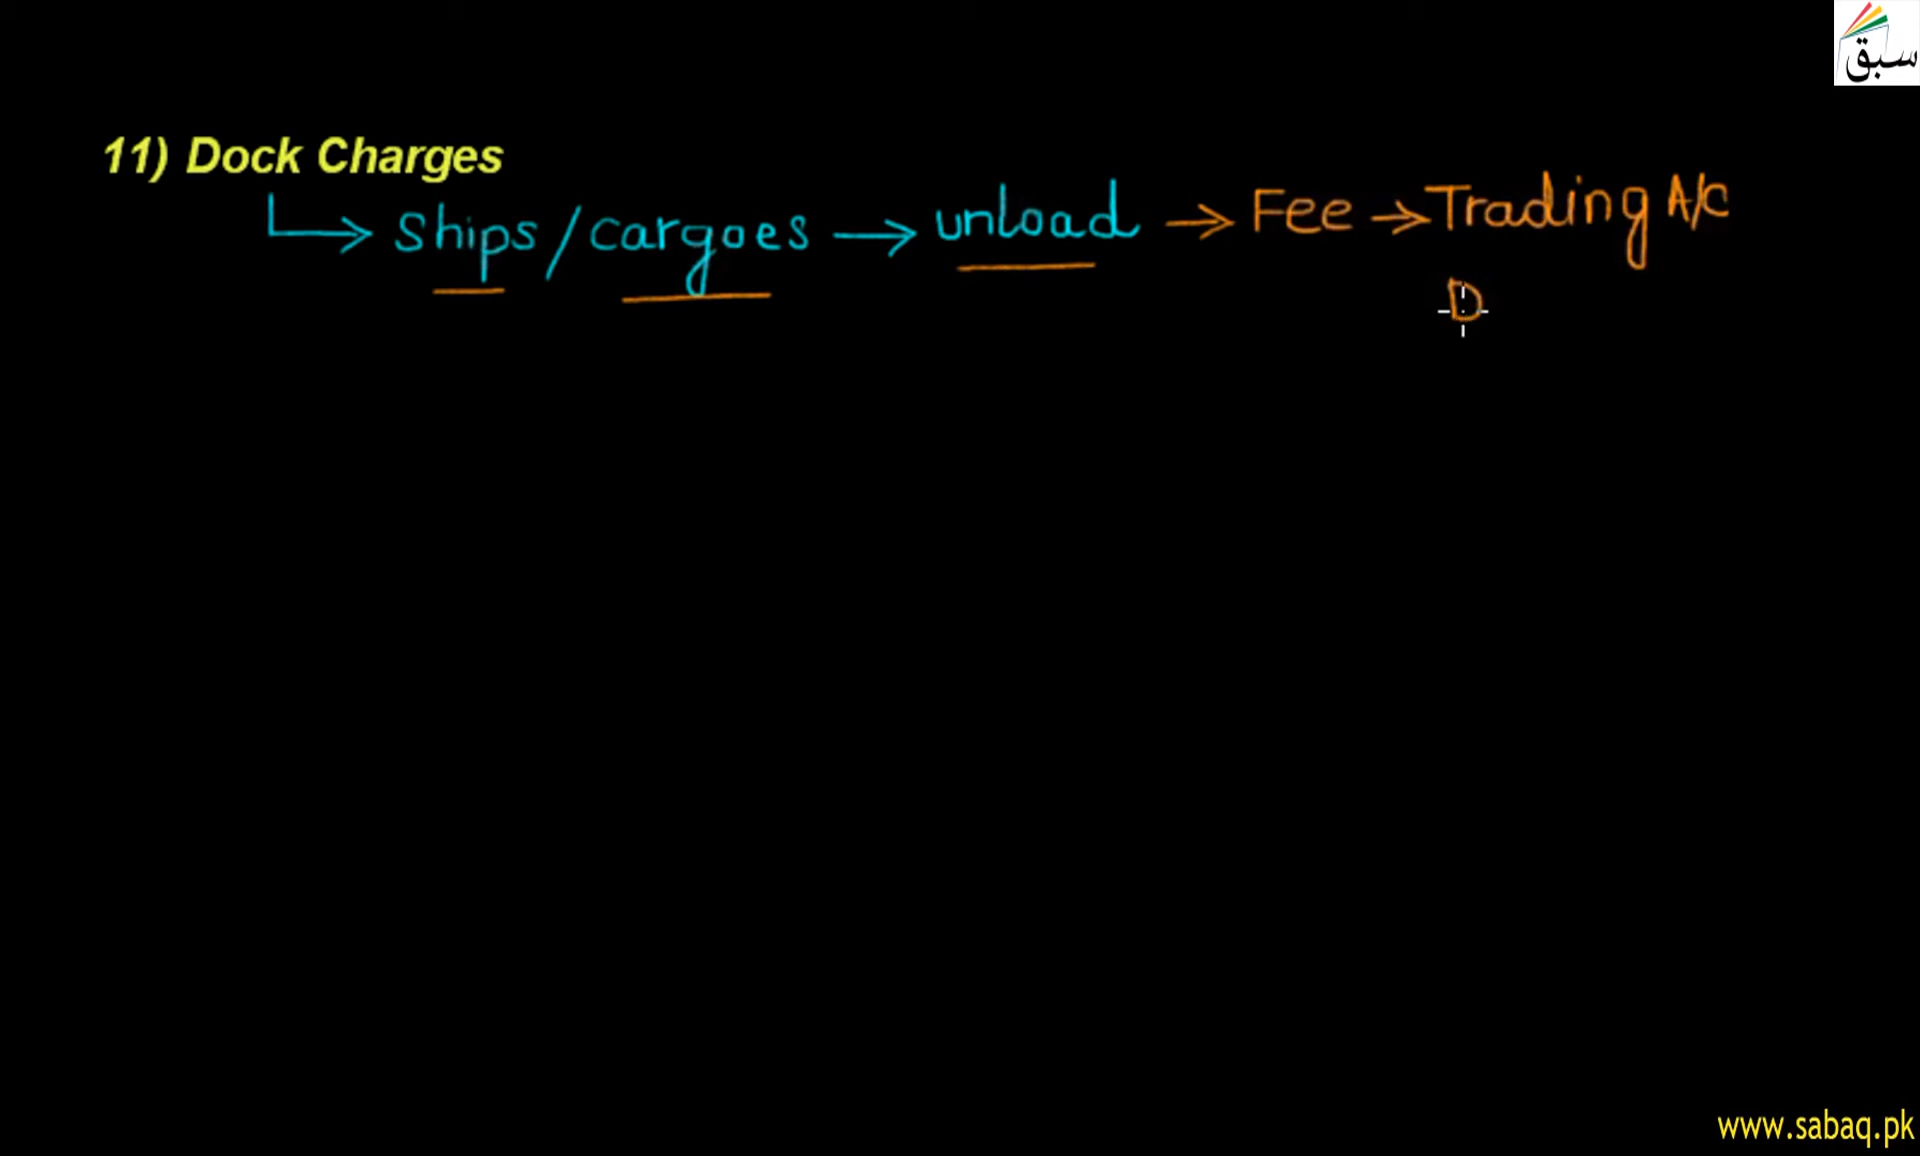 سبق
11) Dock Charges
↳ Ships / cargoes → unload → Fee → Trading A/C
D
www.sabaq.pk